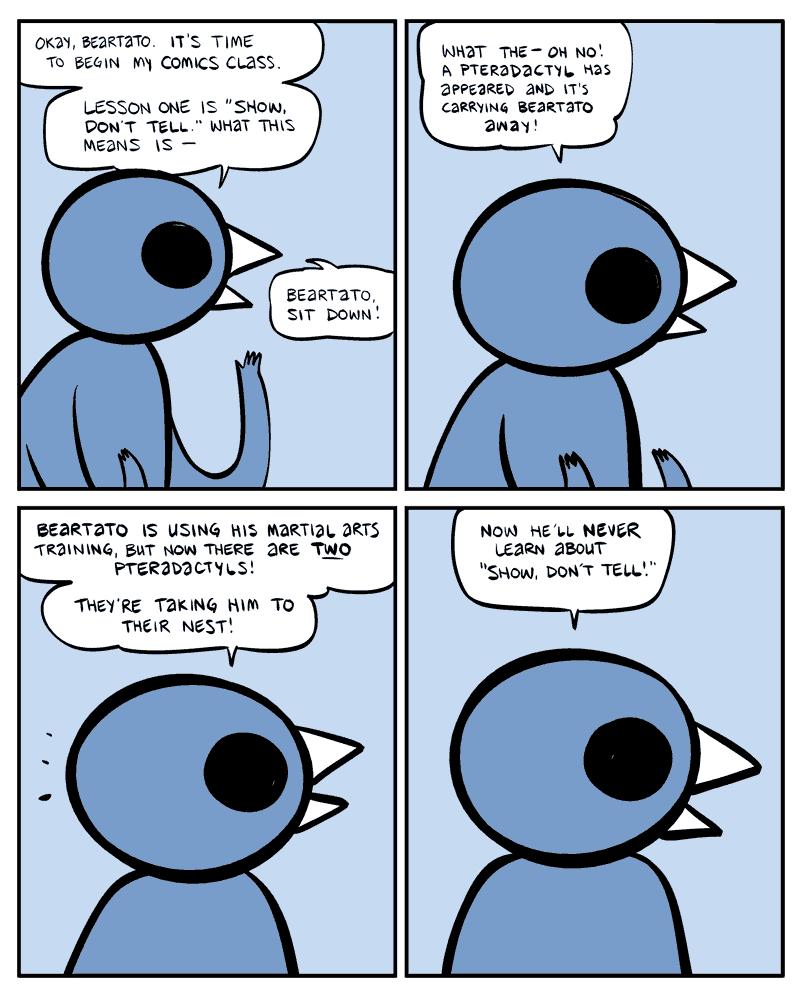 OKAY, BEARTATO. IT'S TIME
TO BEGIN MY COMICS CLASS.
LESSON ONE IS "SHOW,
DON'T TELL." WHAT THIS
MEANS IS —
BEARTATO,
SIT DOWN!
WHAT THE — OH NO!
A PTERADACTYL HAS
APPEARED AND IT'S
CARRYING BEARTATO
AWAY!
BEARTATO IS USING HIS MARTIAL ARTS
TRAINING, BUT NOW THERE ARE TWO
PTERADACTYLS!
THEY'RE TAKING HIM TO
THEIR NEST!
NOW HE'LL NEVER
LEARN ABOUT
"SHOW, DON'T TELL!"